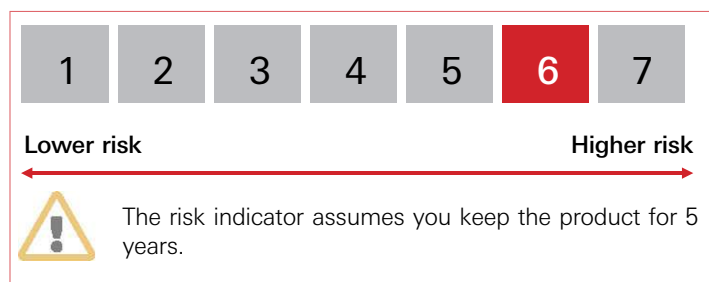 1 2 3 4 5 6 7
Lower risk Higher risk
The risk indicator assumes you keep the product for 5
years.